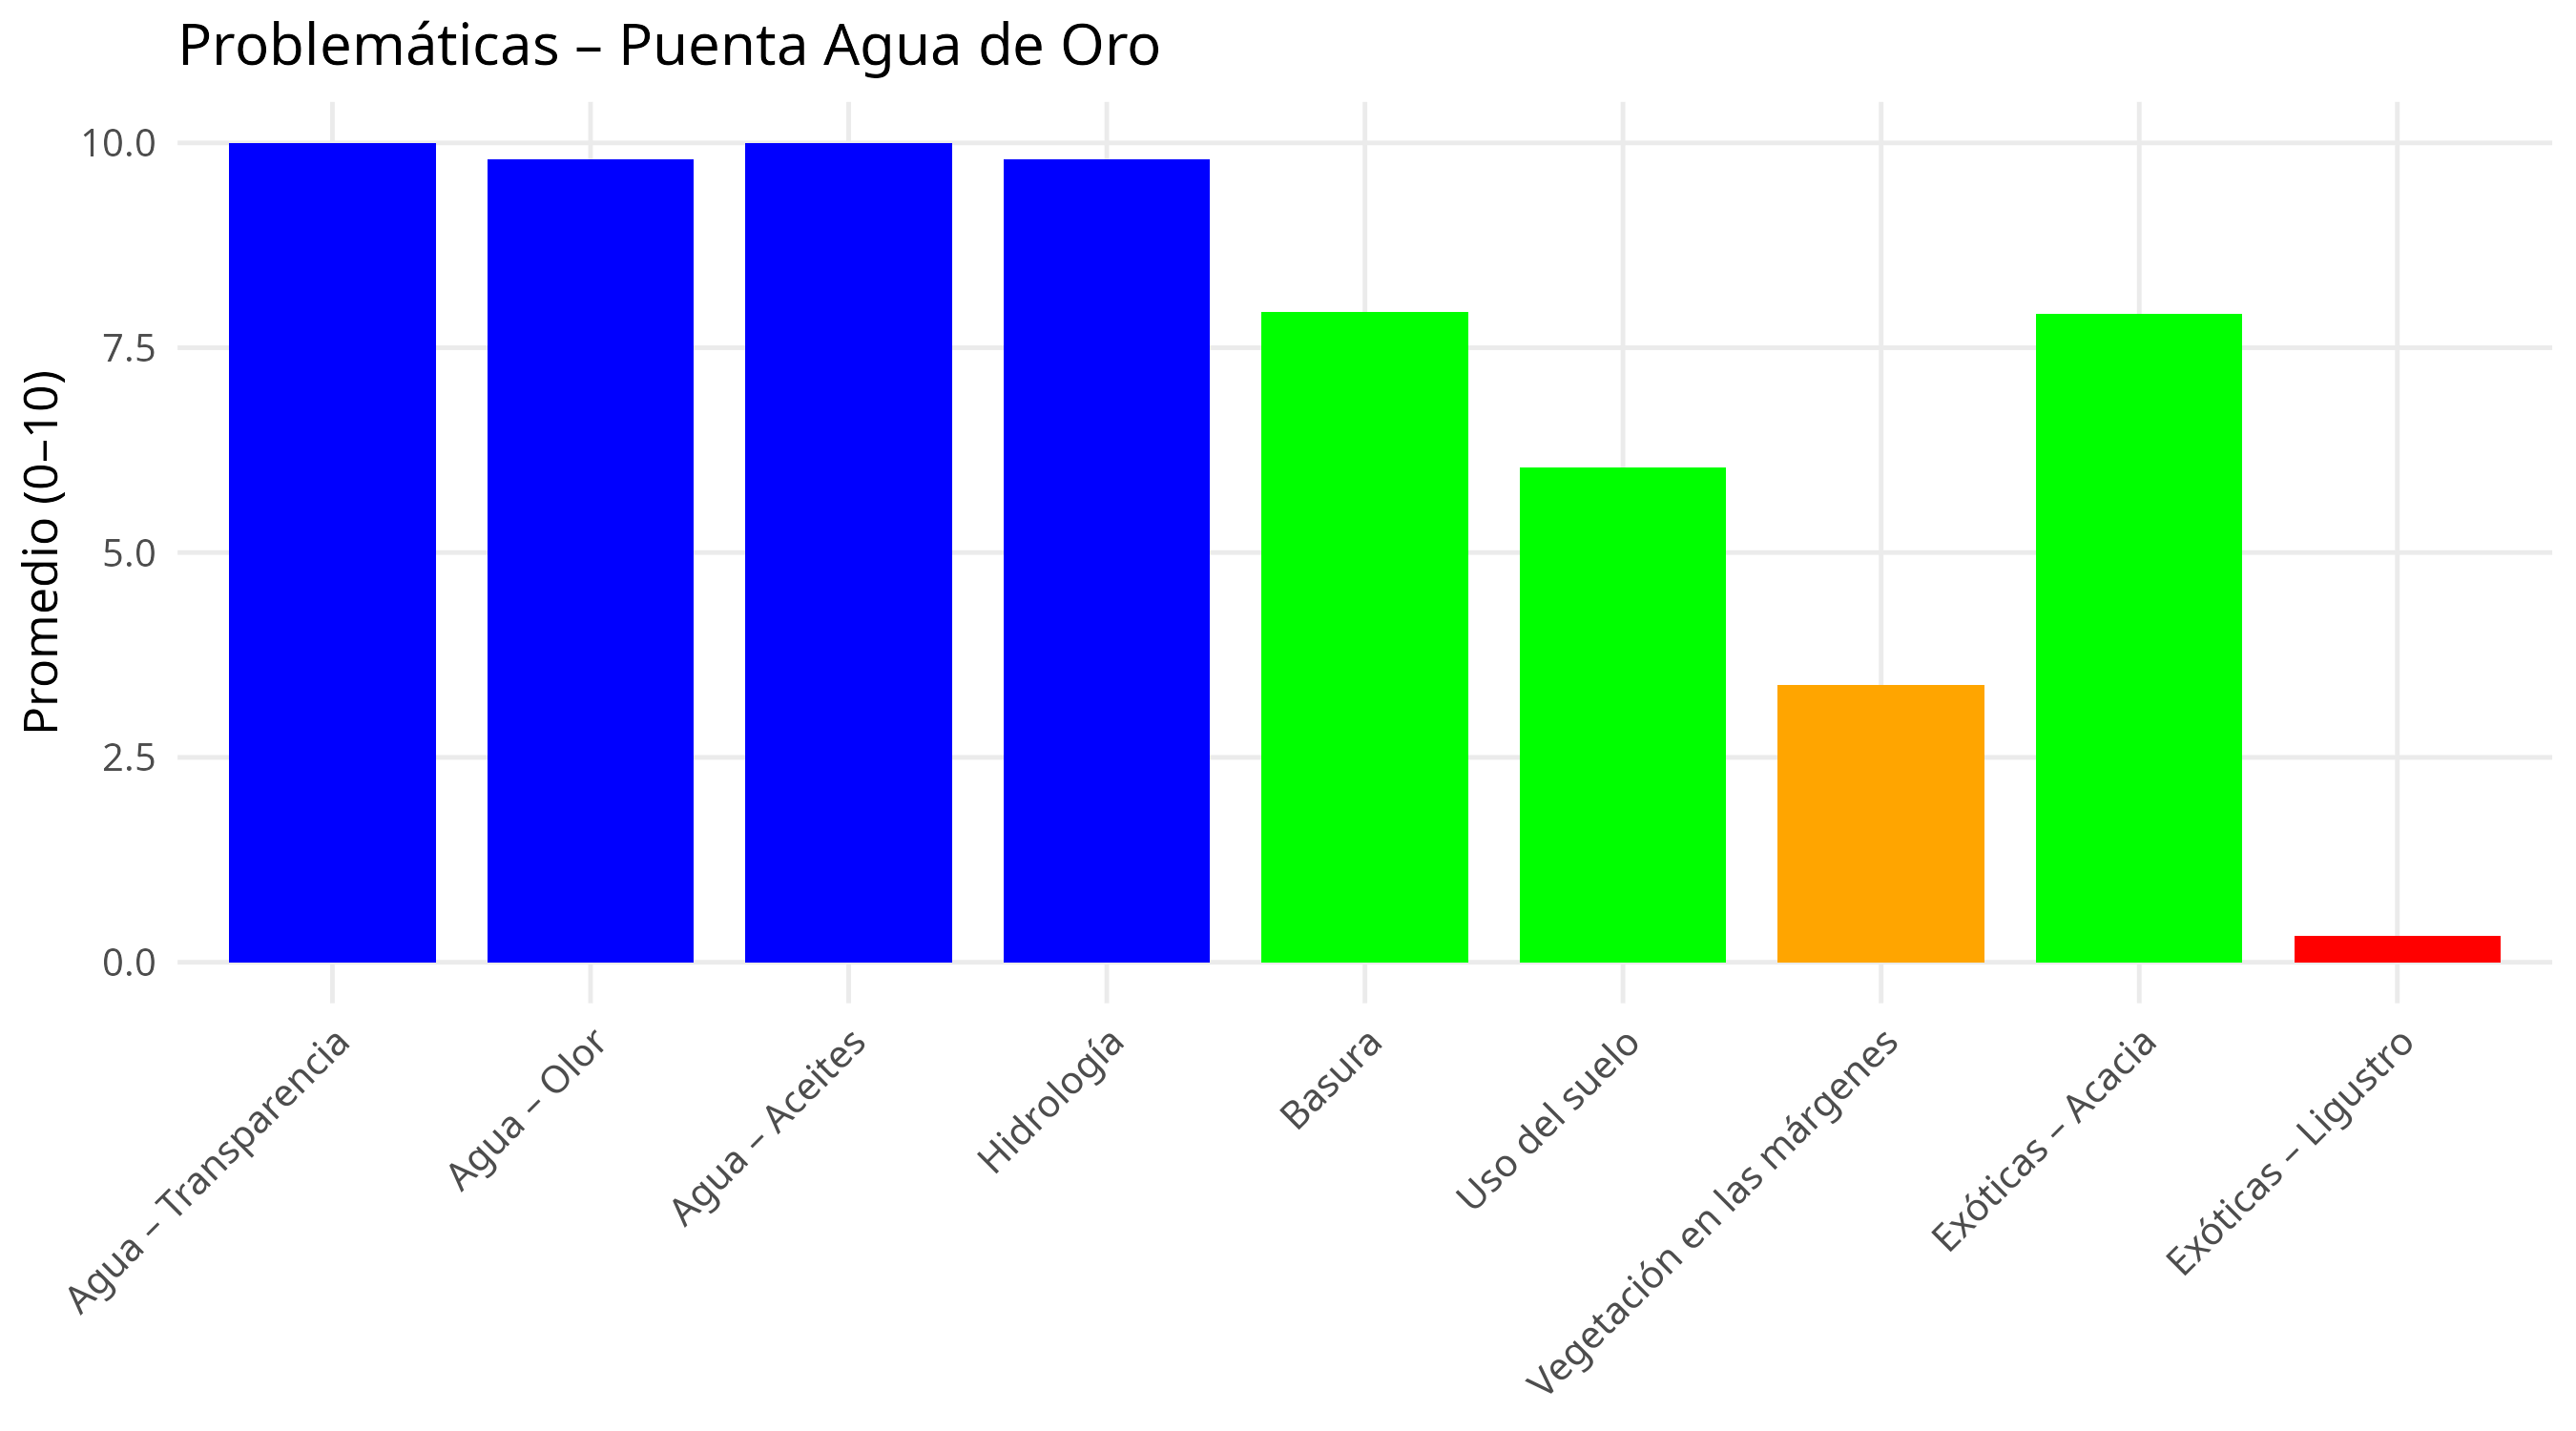 Problemáticas – Puenta Agua de Oro
Promedio (0–10)
10.0
7.5
5.0
2.5
0.0
Agua – Transparencia
Agua – Olor
Agua – Aceites
Hidrología
Basura
Uso del suelo
Vegetación en las márgenes
Exóticas – Acacia
Exóticas – Ligustro